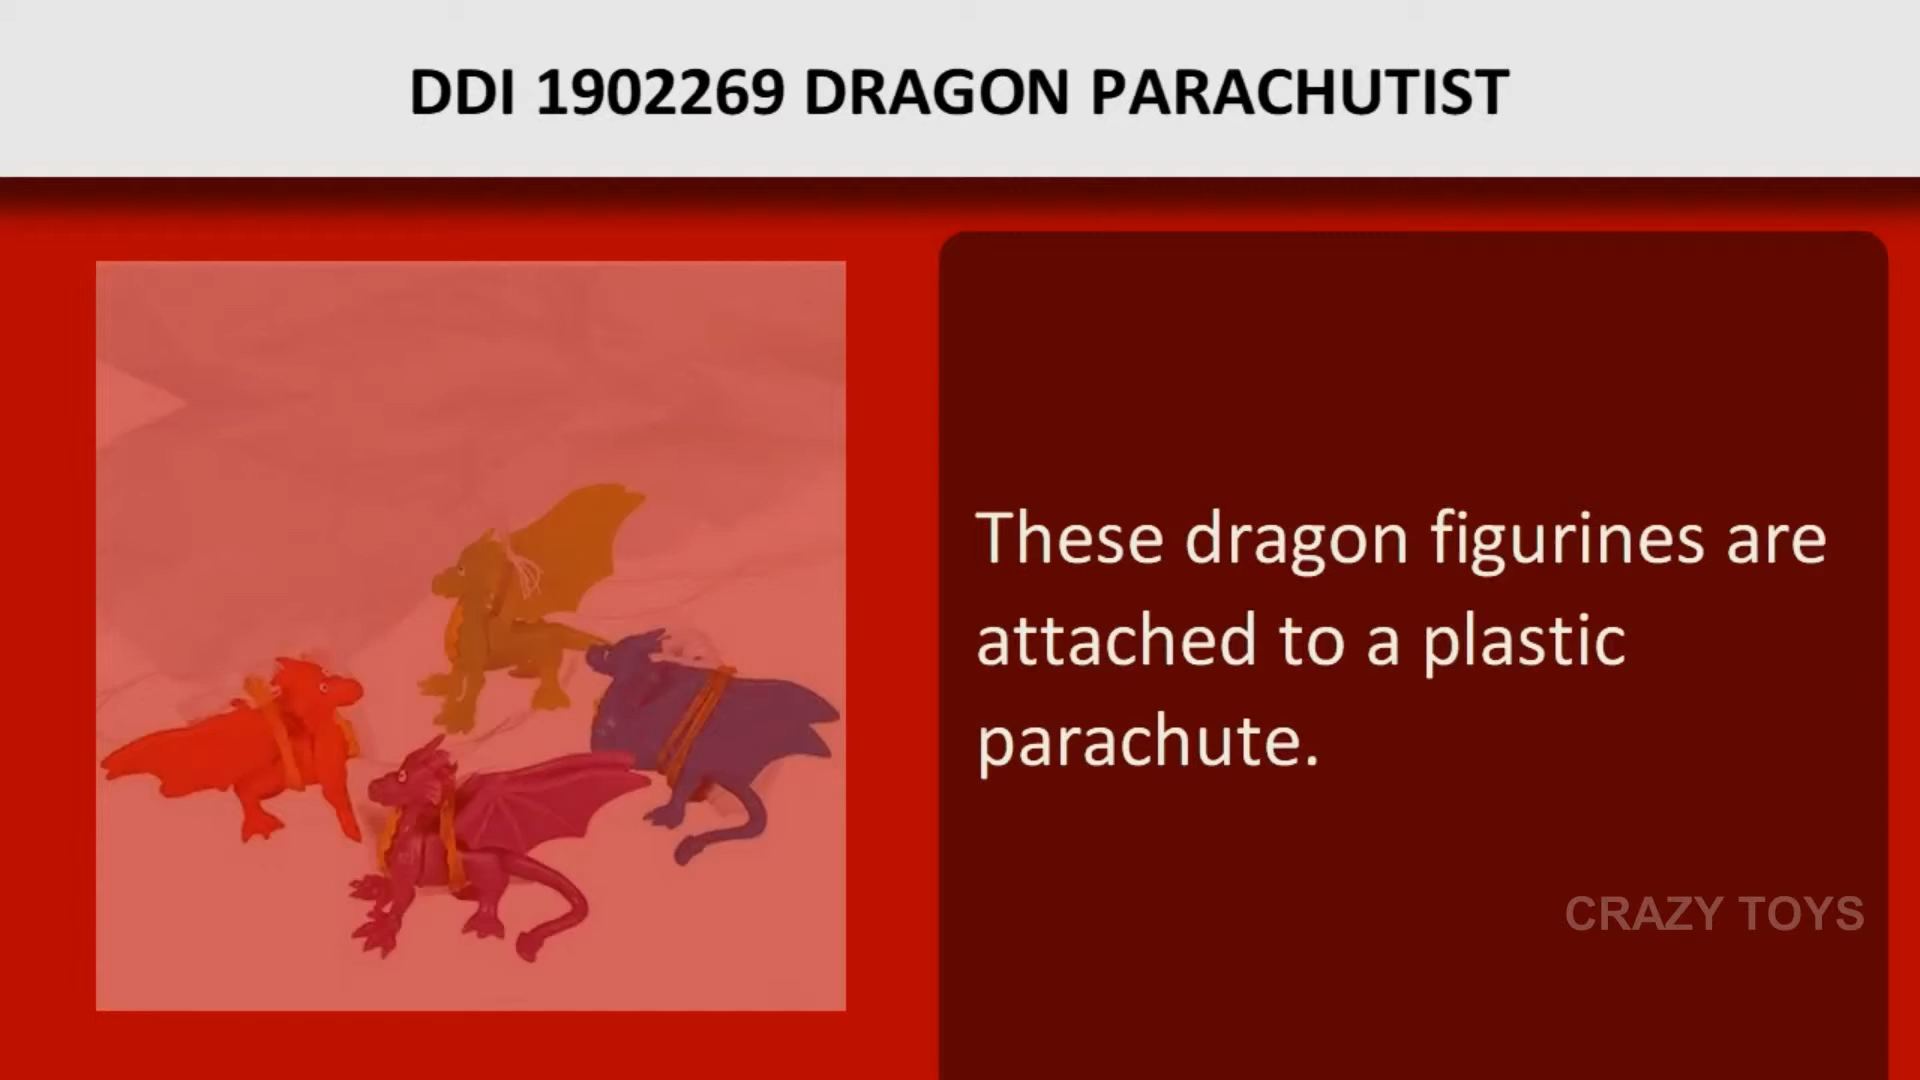 DDI 1902269 DRAGON PARACHUTIST
These dragon figurines are
attached to a plastic
parachute.
CRAZY TOYS